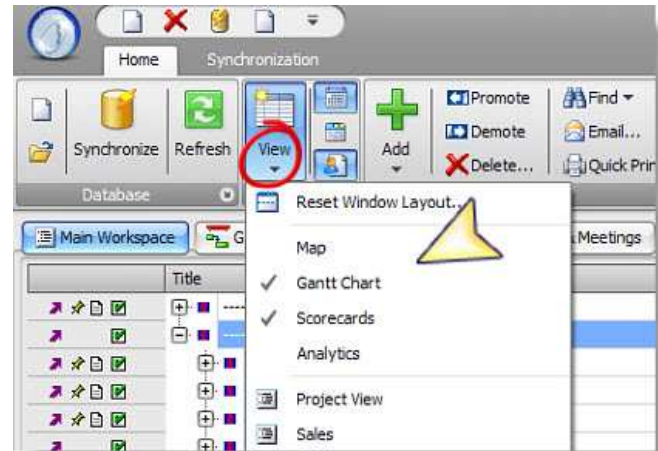 Home Synchronization
Promote Find
Demote Email...
Synchronize Refresh View Add
Delete... Quick Prin
Database
Reset Window Layout...
Main Workspace G Meetings
Map
Title
Gantt Chart
Scorecards
Analytics
Project View
Sales